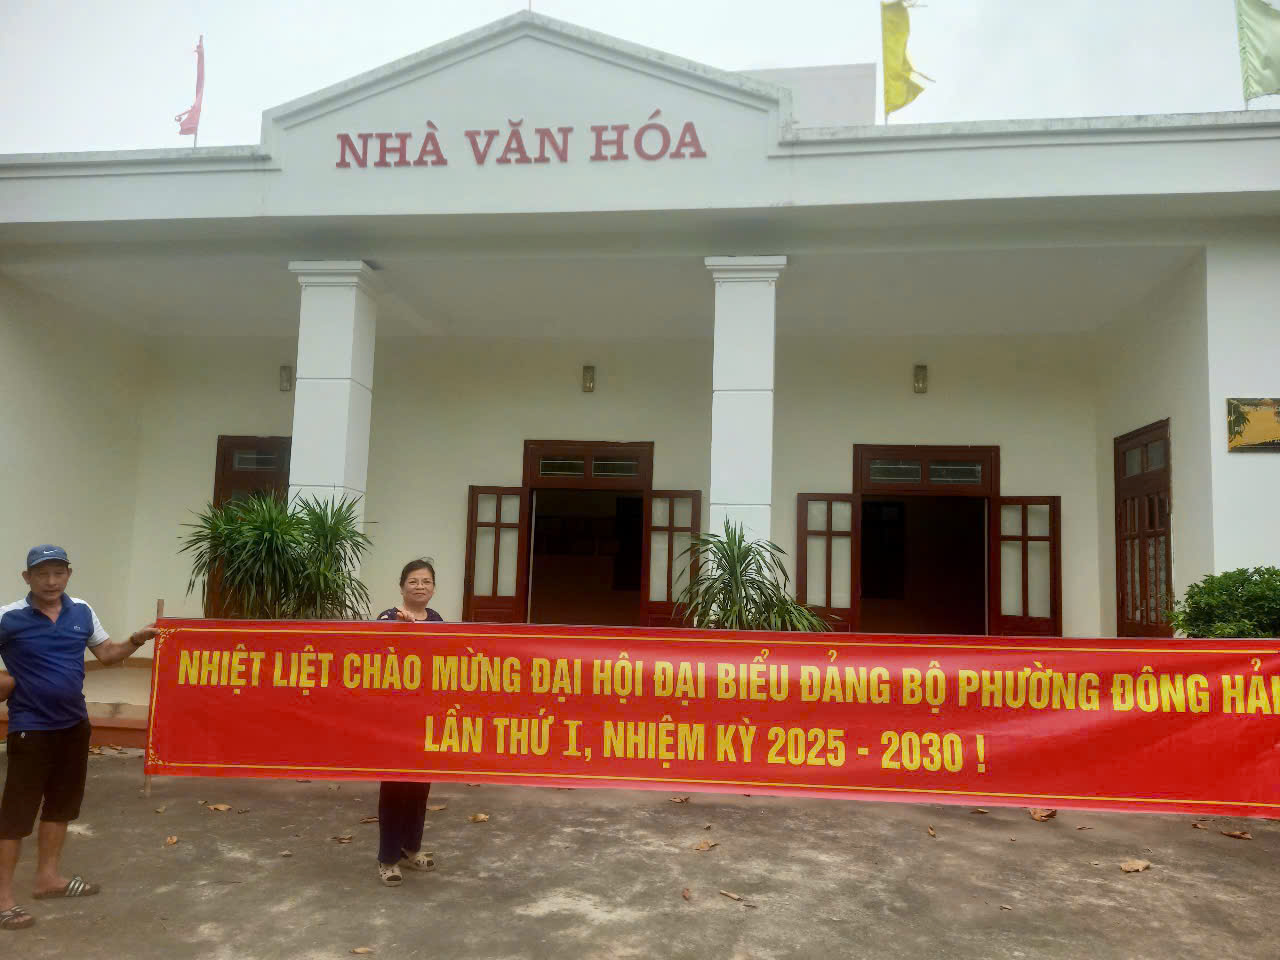 NHÀ VĂN HÓA
NHIỆT LIỆT CHÀO MỪNG ĐẠI HỘI ĐẠI BIỂU ĐẢNG BỘ PHƯỜNG ĐÔNG HẢI
LẦN THỨ I, NHIỆM KỲ 2025 - 2030 !